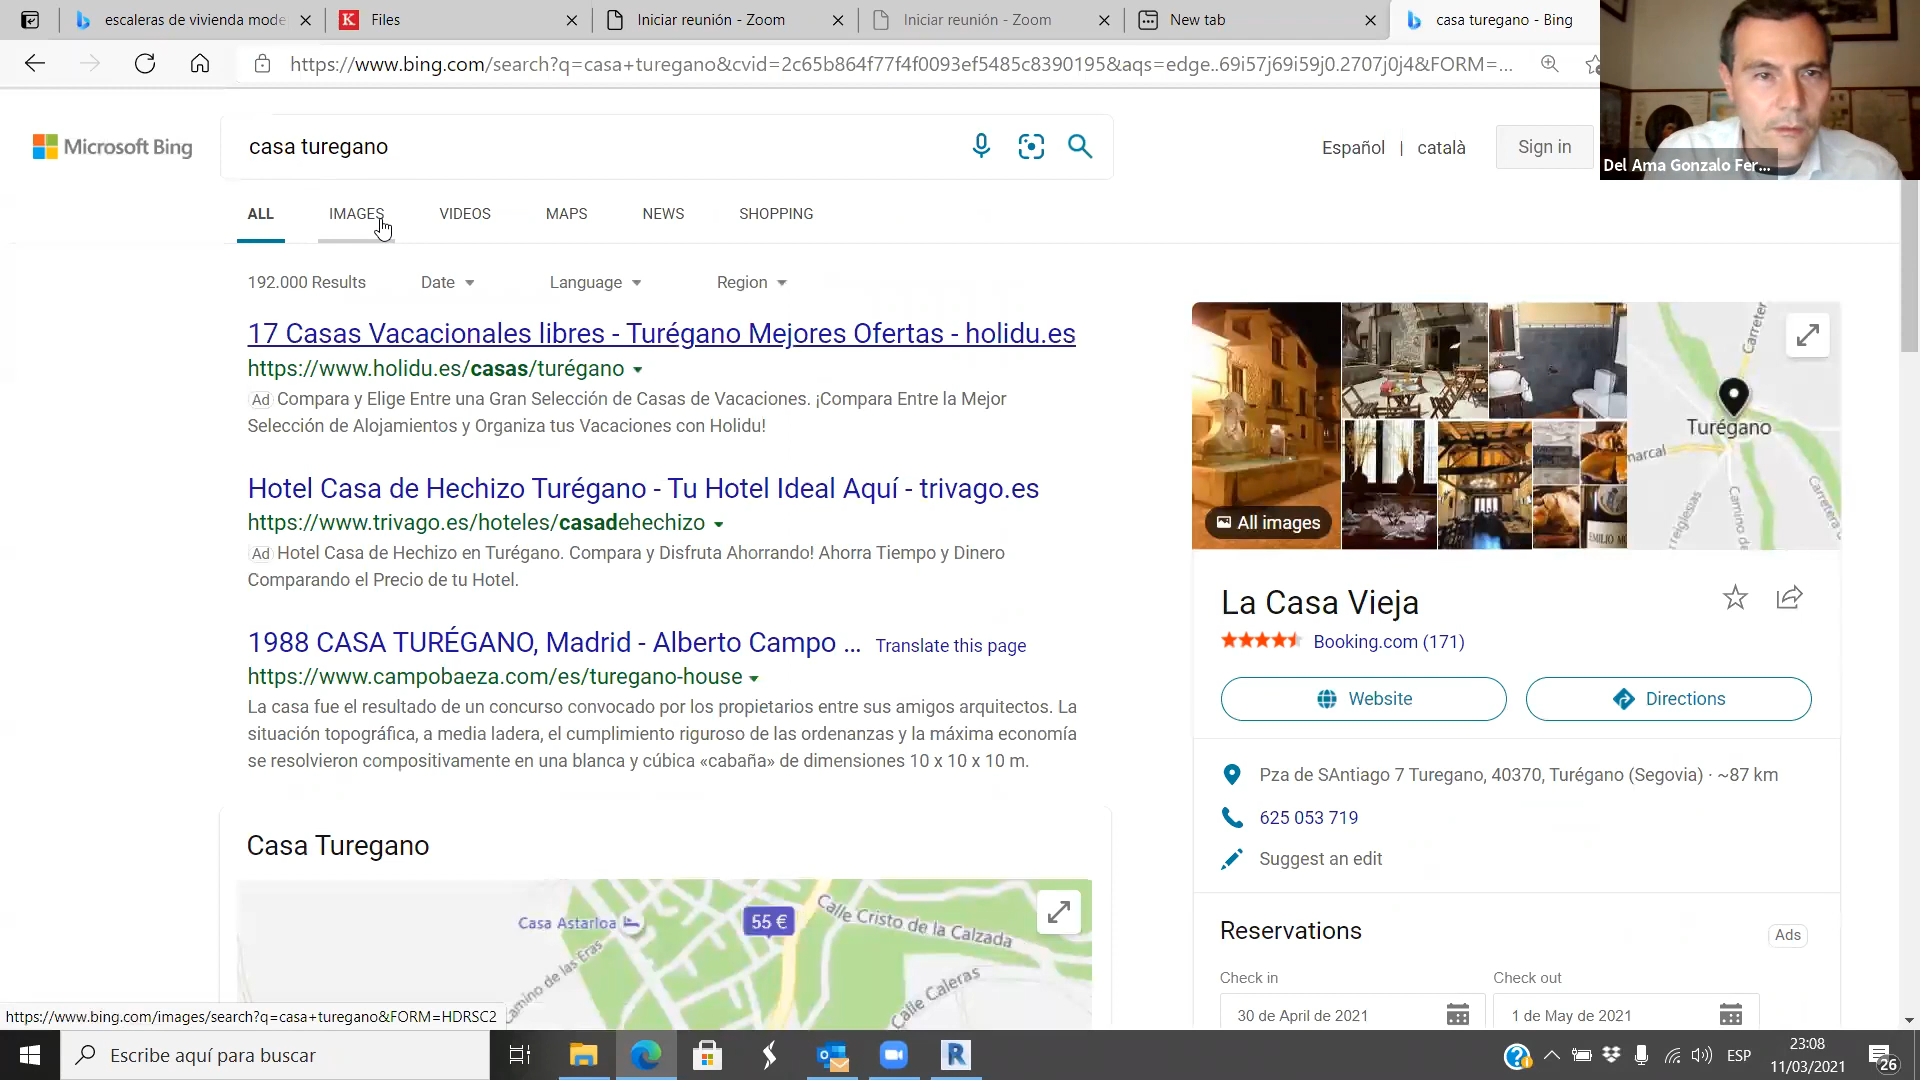 escaleras de vivienda mode
Files
Iniciar reunión - Zoom
Iniciar reunión - Zoom
New tab
casa turegano - Bing
https://www.bing.com/search?q=casa+turegano&cvid=2c65b864f77f4f0093ef5485c8390195&aqs=edge..69i57j69i59j0.2707j0j4&FORM=...
Microsoft Bing
casa turegano
Español | català
Sign in
Del Ama Gonzalo Fer...
ALL
IMAGES
VIDEOS
MAPS
NEWS
SHOPPING
192.000 Results
Date
Language
Region
17 Casas Vacacionales libres - Turégano Mejores Ofertas - holidu.es
https://www.holidu.es/casas/turégano
Ad Compara y Elige Entre una Gran Selección de Casas de Vacaciones. ¡Compara Entre la Mejor
Selección de Alojamientos y Organiza tus Vacaciones con Holidu!
Hotel Casa de Hechizo Turégano - Tu Hotel Ideal Aquí - trivago.es
https://www.trivago.es/hoteles/casadehechizo
Ad Hotel Casa de Hechizo en Turégano. Compara y Disfruta Ahorrando! Ahorra Tiempo y Dinero
Comparando el Precio de tu Hotel.
1988 CASA TURÉGANO, Madrid - Alberto Campo ... Translate this page
https://www.campobaeza.com/es/turegano-house
La casa fue el resultado de un concurso convocado por los propietarios entre sus amigos arquitectos. La
situación topográfica, a media ladera, el cumplimiento riguroso de las ordenanzas y la máxima economía
se resolvieron compositivamente en una blanca y cúbica «cabaña» de dimensiones 10 x 10 x 10 m.
Casa Turegano
Casa Astarloa
55 €
Calle Cristo de la Calzada
Camino de las Eras
Calle Caleras
All images
EMILIO MO
Carreter
Turégano
marcal
reiglesias
Camino de
Carretera
La Casa Vieja
Booking.com (171)
Website
Directions
Pza de SAntiago 7 Turegano, 40370, Turégano (Segovia) · ~87 km
625 053 719
Suggest an edit
Reservations
Ads
Check in
Check out
30 de April de 2021
1 de May de 2021
https://www.bing.com/images/search?q=casa+turegano&FORM=HDRSC2
Escribe aquí para buscar
ESP
23:08
11/03/2021
26